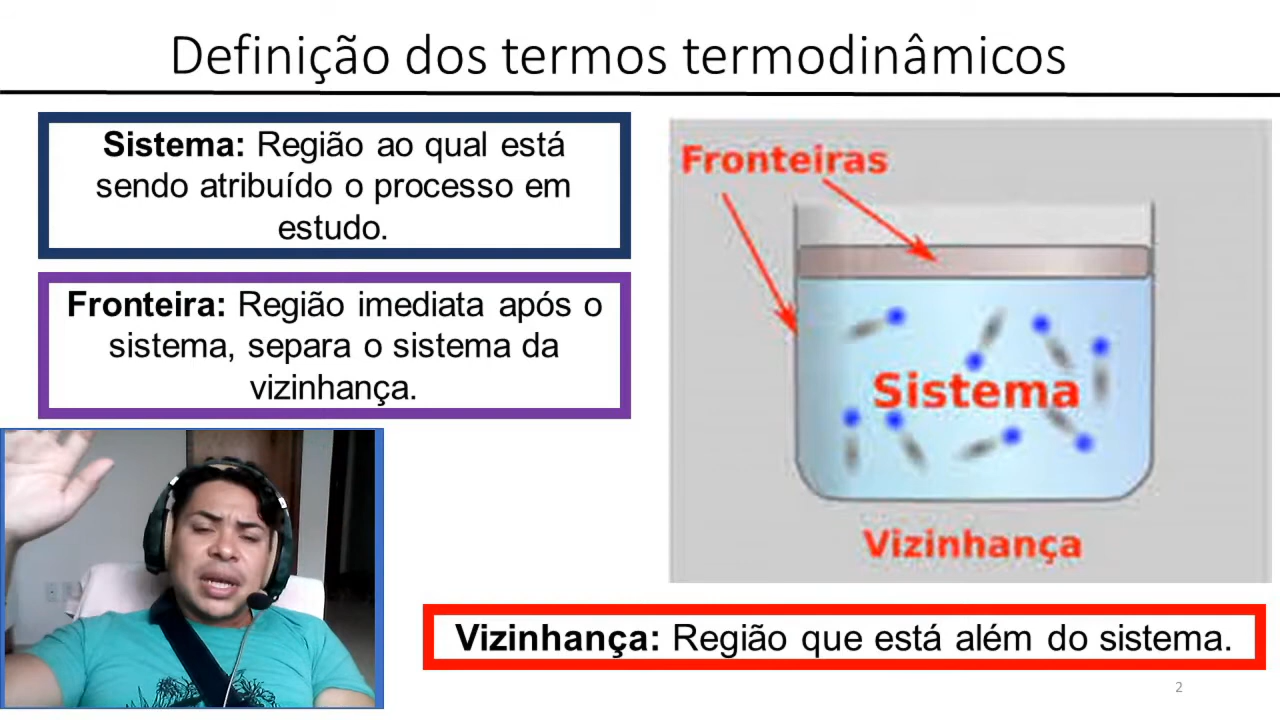 Definição dos termos termodinâmicos
Sistema: Região ao qual está
sendo atribuído o processo em
estudo.
Fronteira: Região imediata após o
sistema, separa o sistema da
vizinhança.
Fronteiras
Sistema
Vizinhança
Vizinhança: Região que está além do sistema.
2